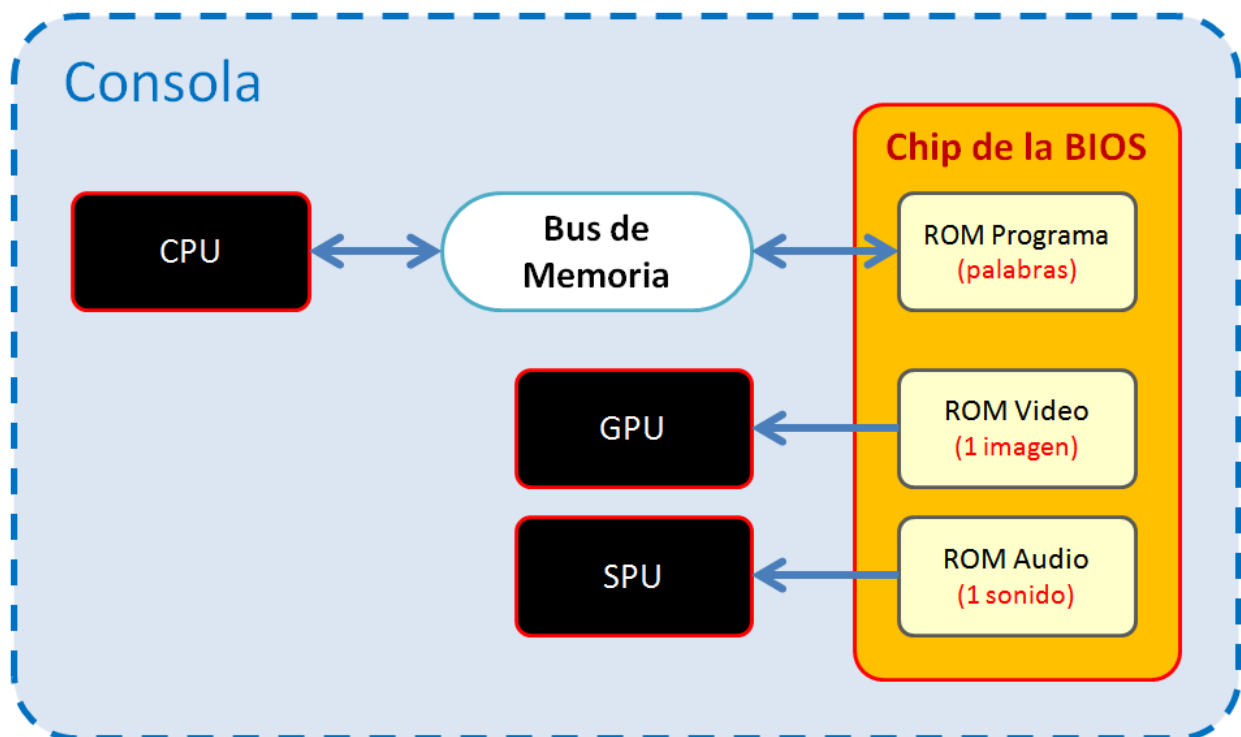 Consola
Chip de la BIOS
CPU
Bus de
Memoria
ROM Programa
(palabras)
GPU
ROM Video
(1 imagen)
SPU
ROM Audio
(1 sonido)